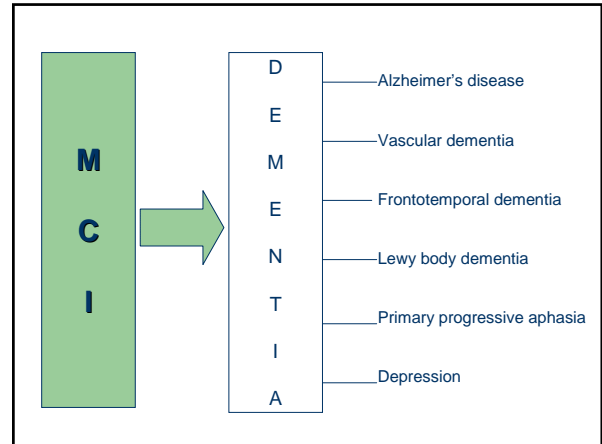 M
C
I
D
E
M
E
N
T
I
A
Alzheimer's disease
Vascular dementia
Frontotemporal dementia
Lewy body dementia
Primary progressive aphasia
Depression